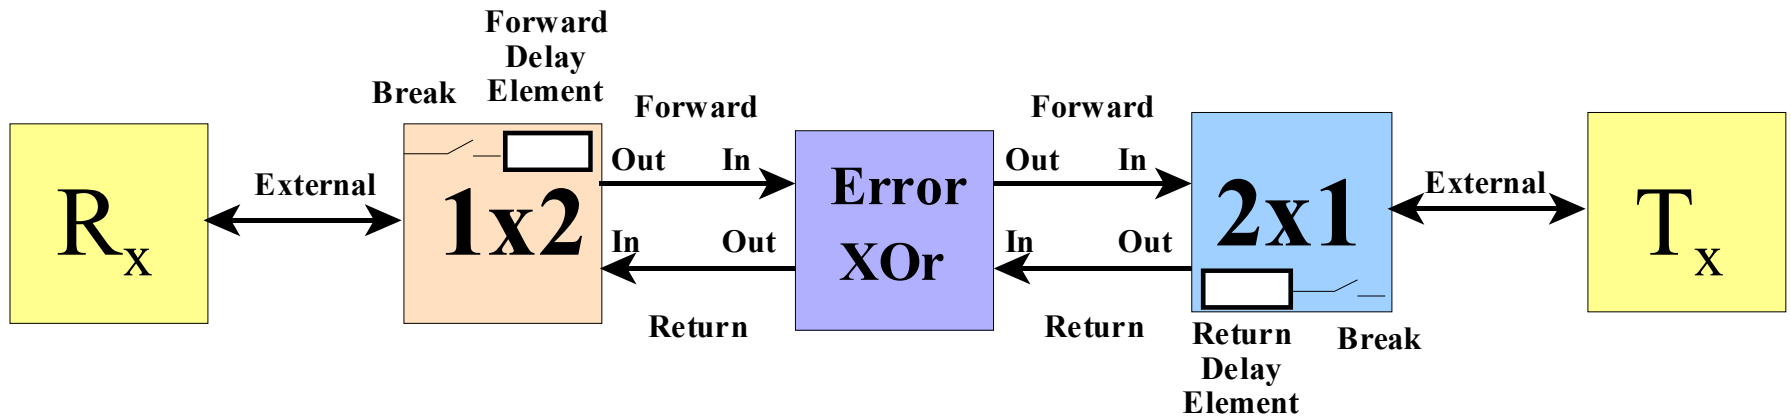 Forward
Delay
Element
Break
Forward
Forward
Rx
External
1x2
Out
In
In
Out
Error
XOr
Out
In
In
Out
2x1
External
Tx
Return
Return
Return
Delay
Element
Break